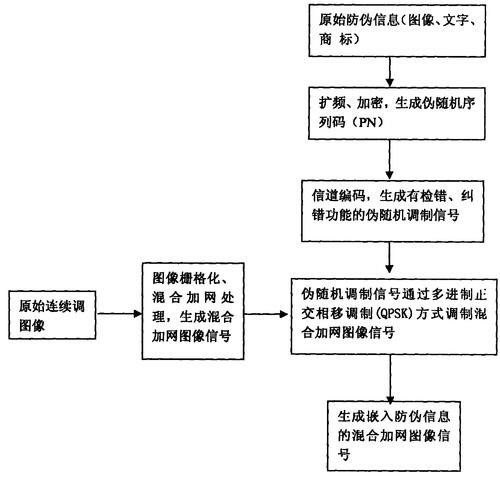 原始防伪信息(图像、文字、
商 标)
扩频、加密,生成伪随机序
列码(PN)
信道编码,生成有检错、纠
错功能的伪随机调制信号
原始连续调
图像
图像栅格化、
混合加网处
理,生成混合
加网图像信号
伪随机调制信号通过多进制正
交相移调制(QPSK)方式调制混
合加网图像信号
生成嵌入防伪信息
的混合加网图像信
号